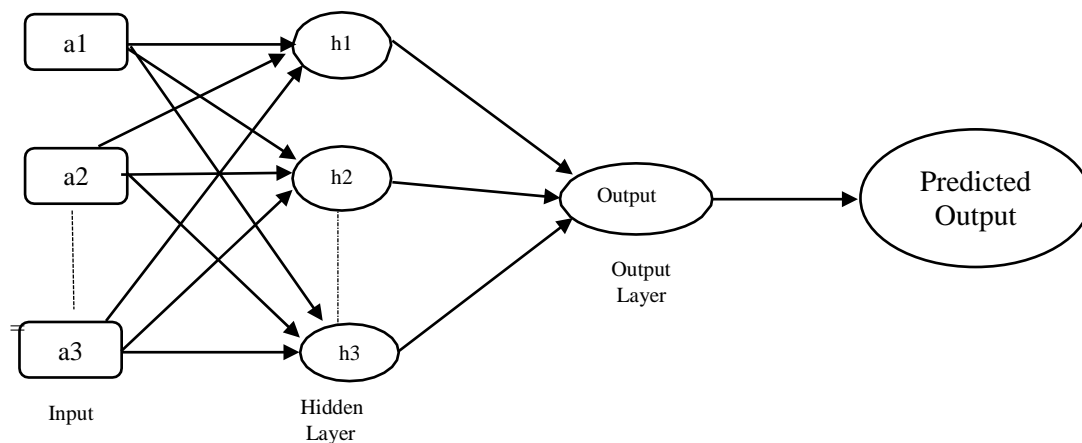 a1
h1
a2
h2
Output
Predicted
Output
Output
Layer
a3
h3
Input
Hidden
Layer